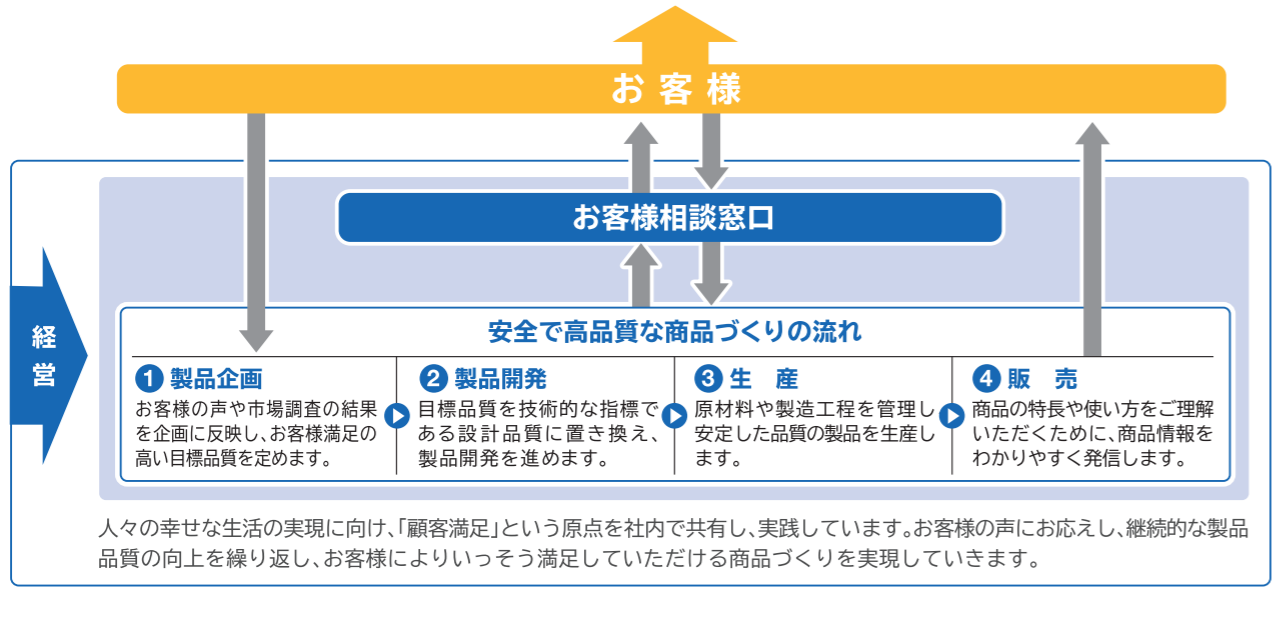 お客様
お客様相談窓口
経
営
安全で高品質な商品づくりの流れ
1 製品企画
お客様の声や市場調査の結果
を企画に反映し、お客様満足の
高い目標品質を定めます。
2 製品開発
目標品質を技術的な指標で
ある設計品質に置き換え、
製品開発を進めます。
3 生　産
原材料や製造工程を管理し
安定した品質の製品を生産し
ます。
4 販　売
商品の特長や使い方をご理解
いただくために、商品情報を
わかりやすく発信します。
人々の幸せな生活の実現に向け、「顧客満足」という原点を社内で共有し、実践しています。お客様の声にお応えし、継続的な製品
品質の向上を繰り返し、お客様によりいっそう満足していただける商品づくりを実現していきます。